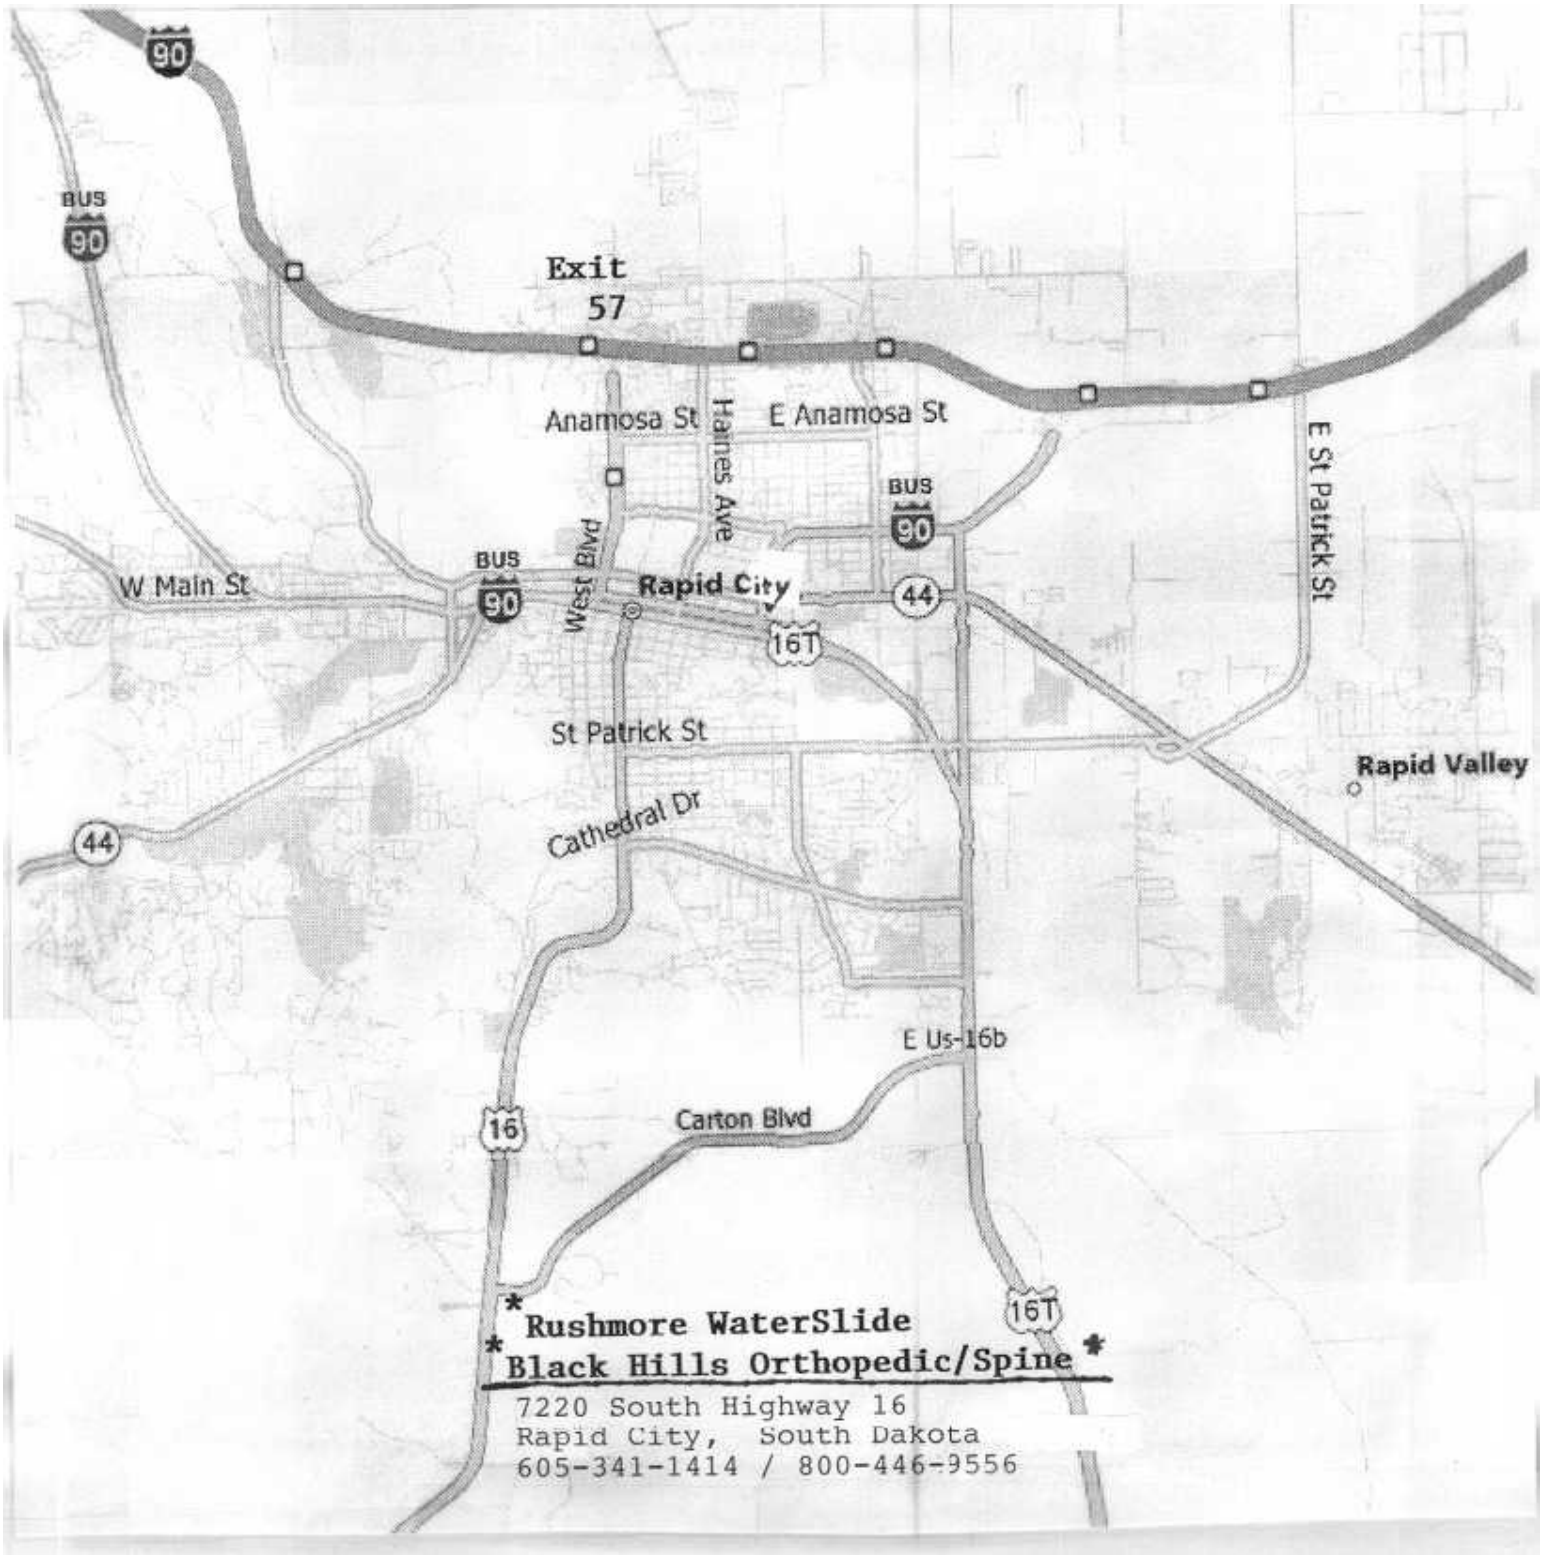 90
BUS
90
Exit
57
Anamosa St
Haines Ave
E Anamosa St
E St Patrick St
BUS
90
BUS
90
W Main St
West Blvd
Rapid City
44
16T
St Patrick St
Rapid Valley
Cathedral Dr
44
E Us-16b
Carton Blvd
16
16T
* Rushmore WaterSlide
* Black Hills Orthopedic/Spine *
7220 South Highway 16
Rapid City, South Dakota
605-341-1414 / 800-446-9556